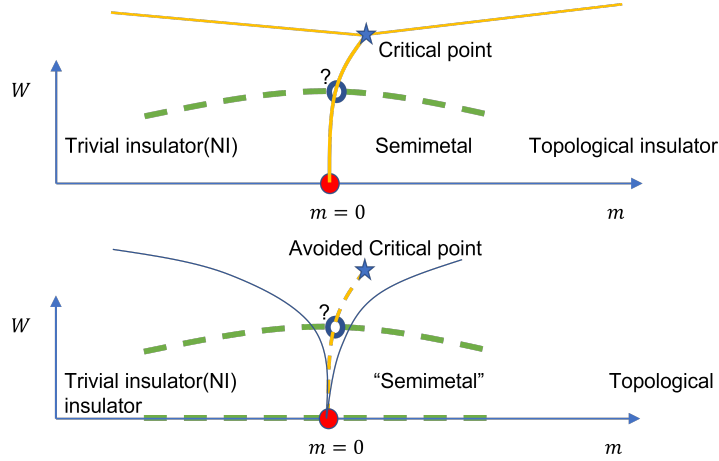 Critical point
?
W
Trivial insulator(NI)
Semimetal
Topological insulator
m = 0
m
Avoided Critical point
?
W
Trivial insulator(NI)
insulator
“Semimetal”
Topological
m = 0
m